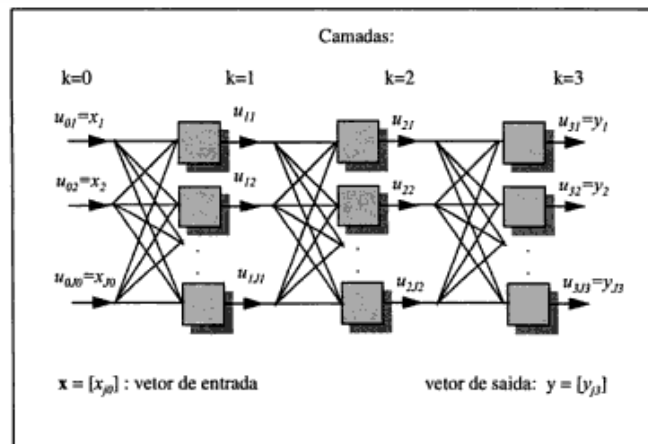 Camadas:
k=0 k=1 k=2 k=3
u01=x1 u11 u21 u31=y1
u02=x2 u12 u22 u32=y2
u0J0=xJ0 u1J1 u2J2 u3J3=yJ3
x = [xj0] : vetor de entrada vetor de saida: y = [yj3]